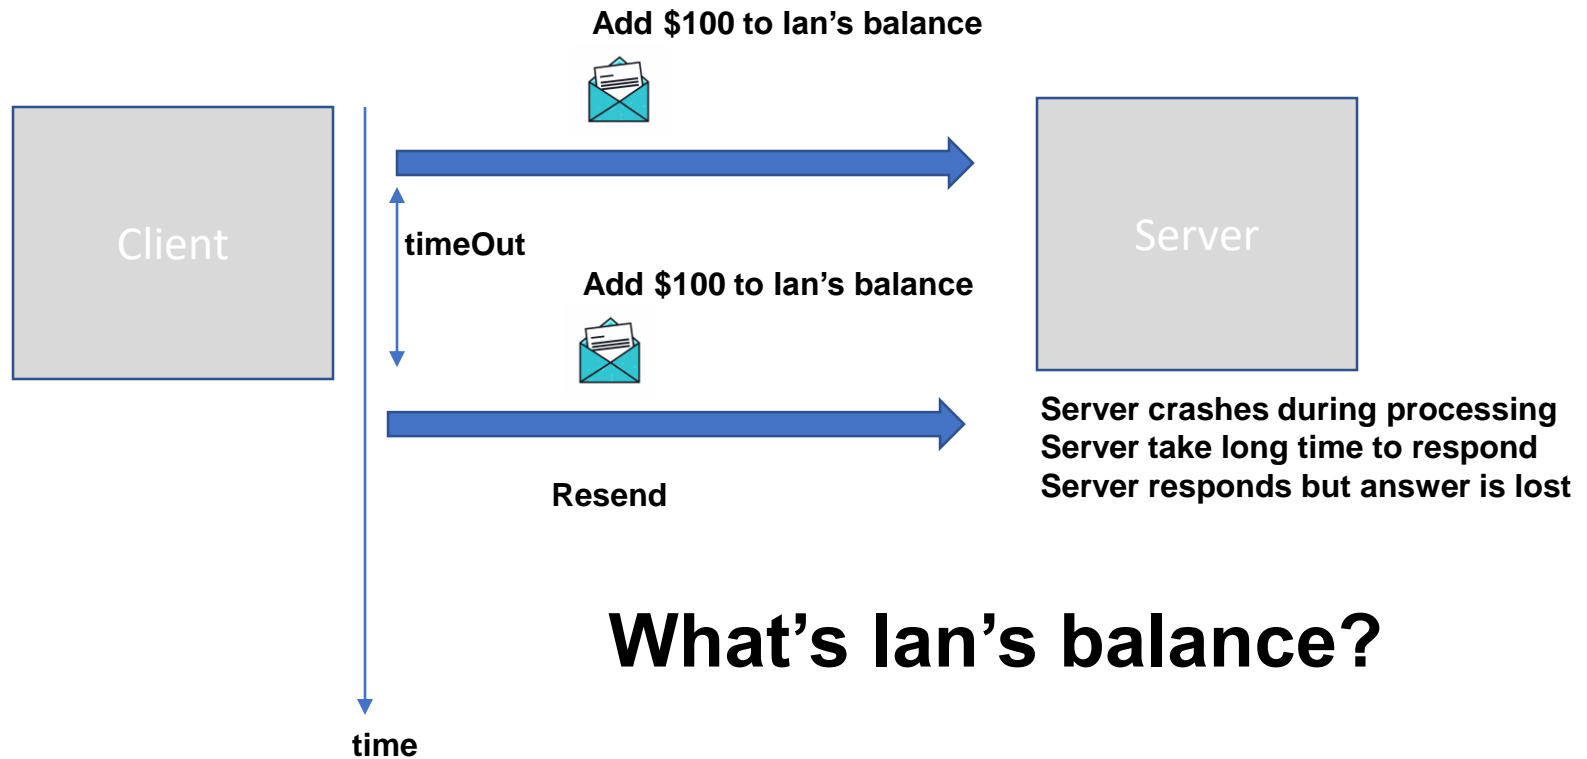 Add $100 to Ian’s balance
Client
Server
timeOut
Add $100 to Ian’s balance
Server crashes during processing
Server take long time to respond
Server responds but answer is lost
Resend
What’s Ian’s balance?
time